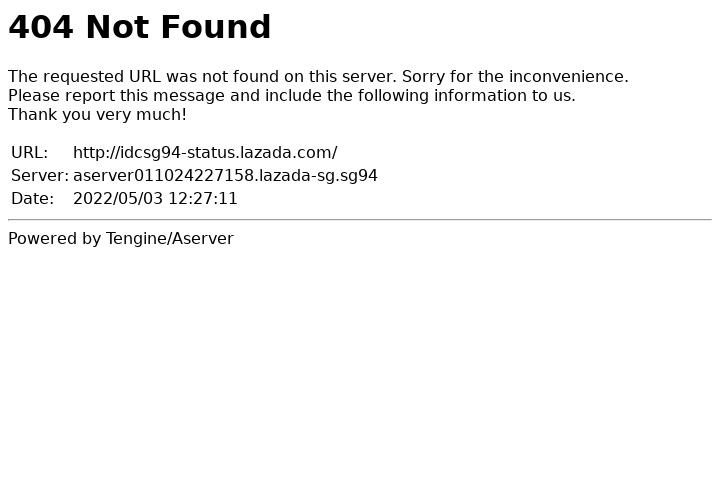 404 Not Found
The requested URL was not found on this server. Sorry for the inconvenience.
Please report this message and include the following information to us.
Thank you very much!
URL: http://idcsg94-status.lazada.com/
Server: aserver011024227158.lazada-sg.sg94
Date: 2022/05/03 12:27:11
Powered by Tengine/Aserver